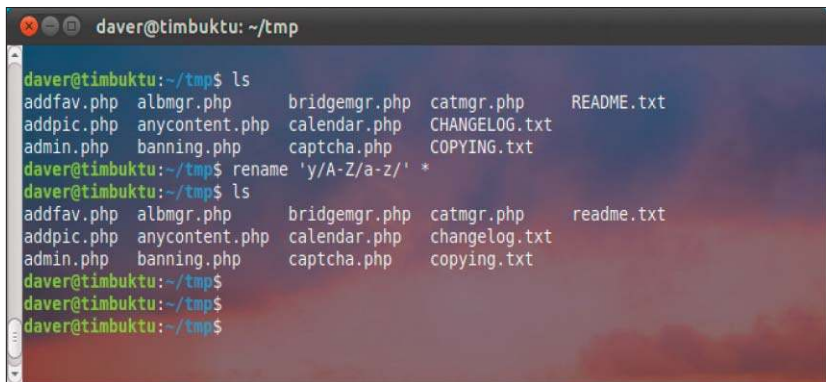 daver@timbuktu: ~/tmp
daver@timbuktu:~/tmp$ ls
addfav.php albmgr.php bridgemgr.php catmgr.php README.txt
addpic.php anycontent.php calendar.php CHANGELOG.txt
admin.php banning.php captcha.php COPYING.txt
daver@timbuktu:~/tmp$ rename 'y/A-Z/a-z/' *
daver@timbuktu:~/tmp$ ls
addfav.php albmgr.php bridgemgr.php catmgr.php readme.txt
addpic.php anycontent.php calendar.php changelog.txt
admin.php banning.php captcha.php copying.txt
daver@timbuktu:~/tmp$
daver@timbuktu:~/tmp$
daver@timbuktu:~/tmp$